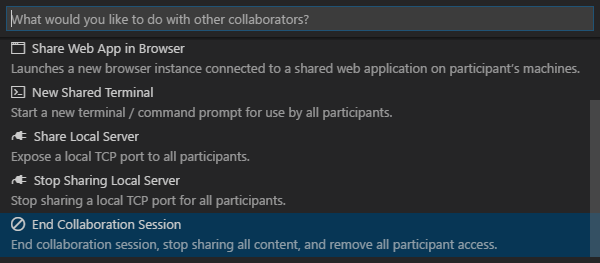 What would you like to do with other collaborators?
Share Web App in Browser
Launches a new browser instance connected to a shared web application on participant's machines.
New Shared Terminal
Start a new terminal / command prompt for use by all participants.
Share Local Server
Expose a local TCP port to all participants.
Stop Sharing Local Server
Stop sharing a local TCP port for all participants.
End Collaboration Session
End collaboration session, stop sharing all content, and remove all participant access.